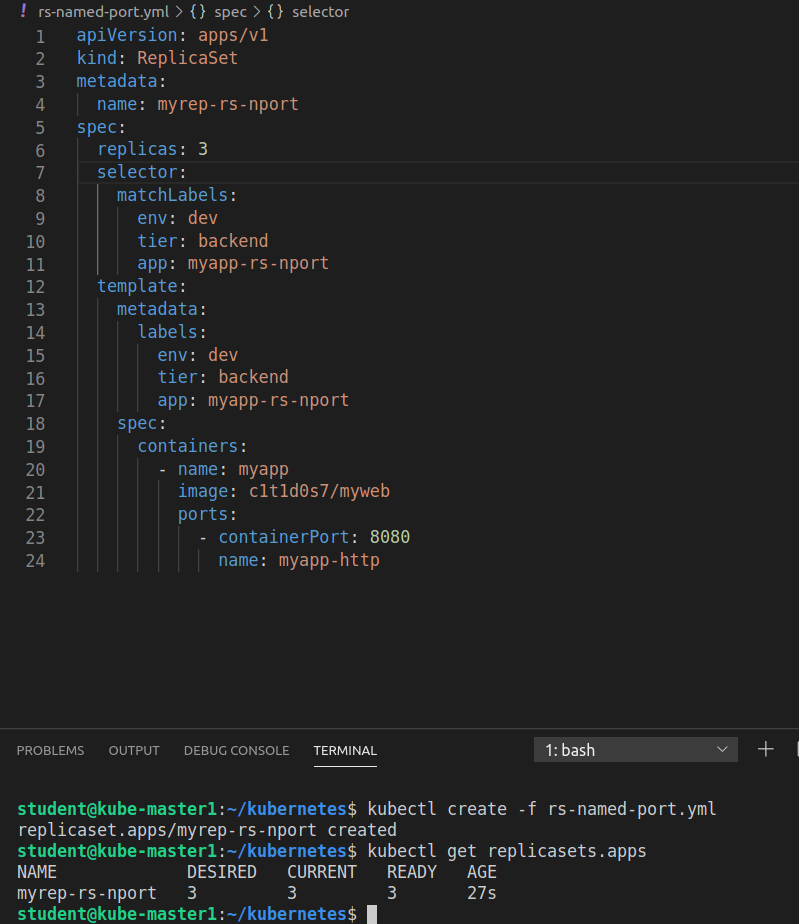 ! rs-named-port.yml > {} spec > {} selector
1 apiVersion: apps/v1
2 kind: ReplicaSet
3 metadata:
4   name: myrep-rs-nport
5 spec:
6   replicas: 3
7   selector:
8     matchLabels:
9       env: dev
10       tier: backend
11       app: myapp-rs-nport
12   template:
13     metadata:
14       labels:
15         env: dev
16         tier: backend
17         app: myapp-rs-nport
18     spec:
19       containers:
20         - name: myapp
21           image: c1t1d0s7/myweb
22           ports:
23             - containerPort: 8080
24               name: myapp-http
PROBLEMS OUTPUT DEBUG CONSOLE TERMINAL 1: bash
student@kube-master1:~/kubernetes$ kubectl create -f rs-named-port.yml
replicaset.apps/myrep-rs-nport created
student@kube-master1:~/kubernetes$ kubectl get replicasets.apps
NAME             DESIRED   CURRENT   READY   AGE
myrep-rs-nport   3         3         3       27s
student@kube-master1:~/kubernetes$